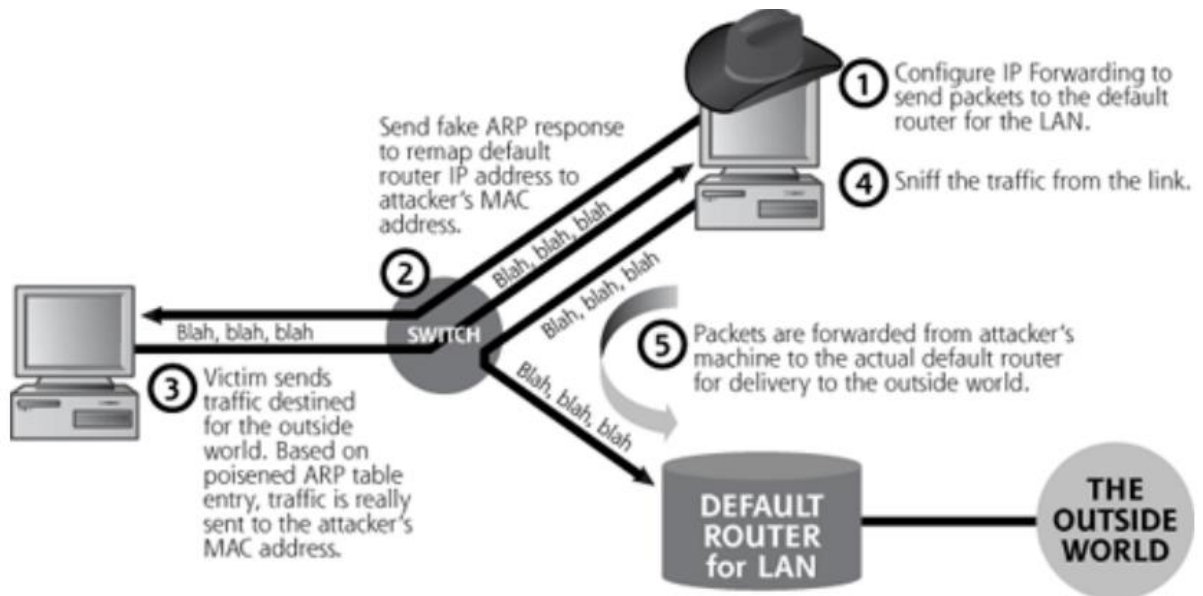 1
Configure IP Forwarding to
send packets to the default
router for the LAN.
Send fake ARP response
to remap default
router IP address to
attacker's MAC
address.
4
Sniff the traffic from the link.
2
Blah, blah, blah
Blah, blah, blah
Blah, blah, blah
SWITCH
5
Packets are forwarded from attacker's
machine to the actual default router
for delivery to the outside world.
3
Victim sends
traffic destined
for the outside
world. Based on
poisened ARP table
entry, traffic is really
sent to the attacker's
MAC address.
Blah, blah, blah
DEFAULT
ROUTER
for LAN
THE
OUTSIDE
WORLD